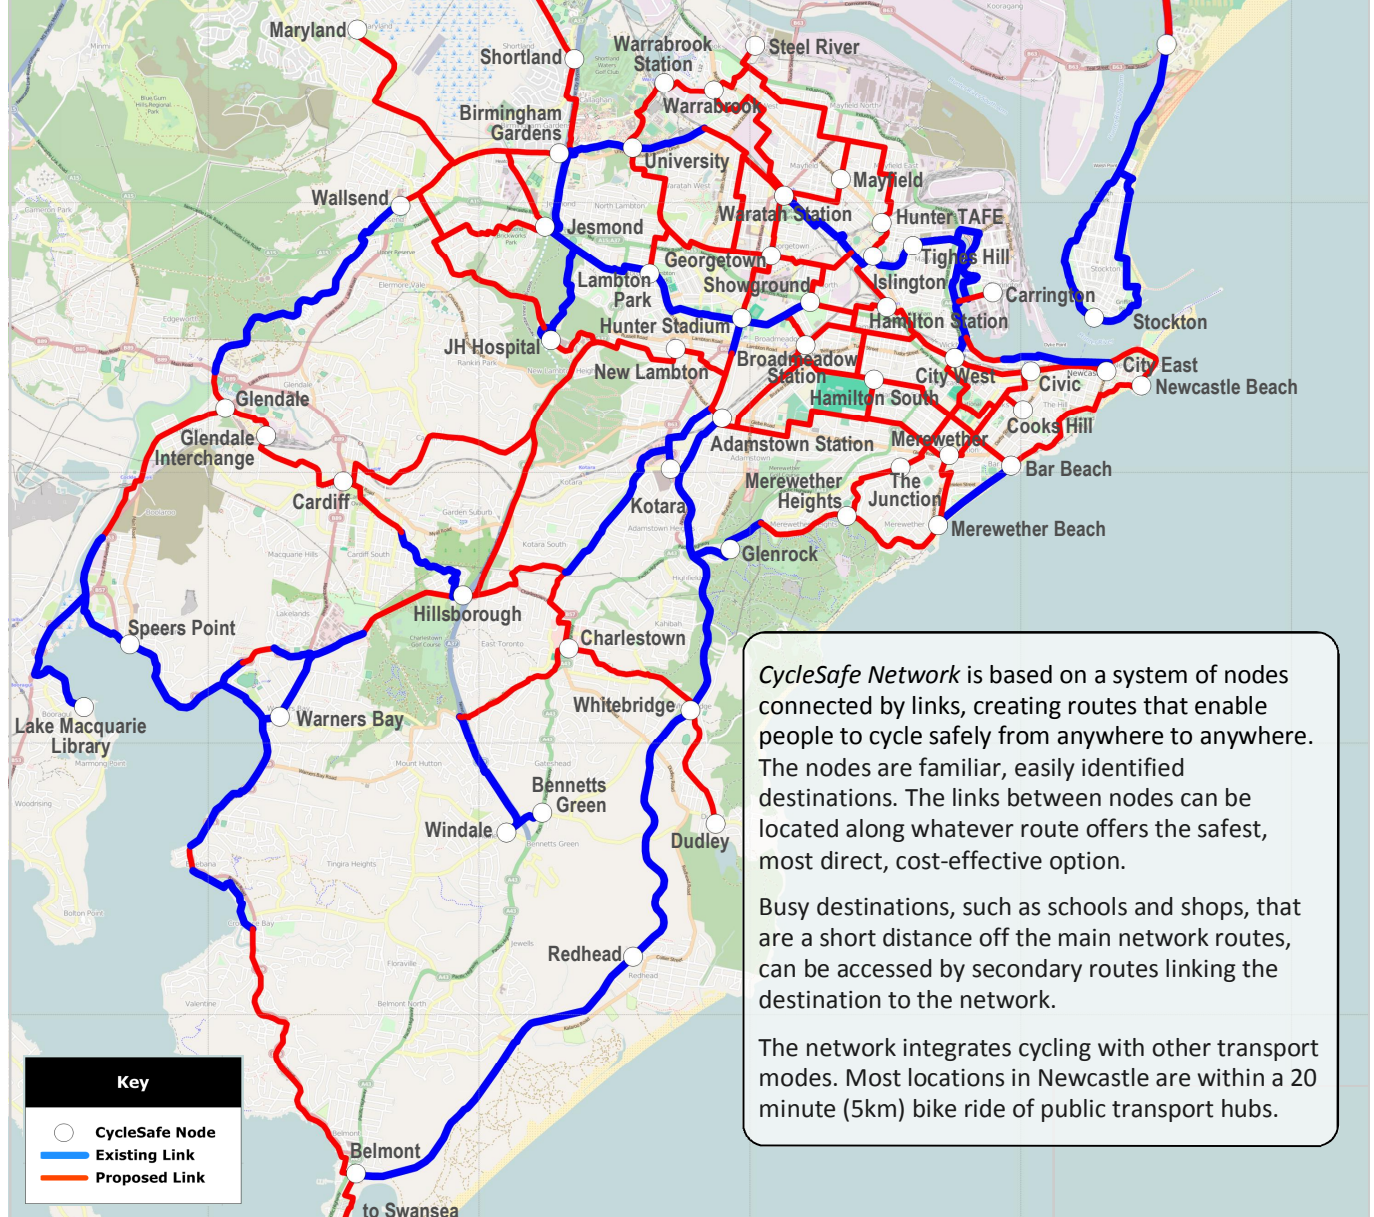 Maryland
Shortland
Warrabrook
Station
Steel River
Warrabrook
Birmingham
Gardens
University
Mayfield
Wallsend
Waratah Station
Hunter TAFE
Jesmond
Georgetown
Tighes Hill
Lambton
Park
Showground
Islington
Carrington
Hunter Stadium
Hamilton Station
Stockton
JH Hospital
New Lambton
Broadmeadow
Station
City West
Civic
City East
Newcastle Beach
Glendale
Hamilton South
Cooks Hill
Glendale
Interchange
Adamstown Station
Merewether
Bar Beach
Cardiff
Kotara
Merewether
Heights
The
Junction
Merewether Beach
Glenrock
Hillsborough
Speers Point
Charlestown
Whitebridge
Lake Macquarie
Library
Warners Bay
Bennetts
Green
Windale
Dudley
Redhead
Belmont
to Swansea
CycleSafe Network is based on a system of nodes
connected by links, creating routes that enable
people to cycle safely from anywhere to anywhere.
The nodes are familiar, easily identified
destinations. The links between nodes can be
located along whatever route offers the safest,
most direct, cost-effective option.
Busy destinations, such as schools and shops, that
are a short distance off the main network routes,
can be accessed by secondary routes linking the
destination to the network.
The network integrates cycling with other transport
modes. Most locations in Newcastle are within a 20
minute (5km) bike ride of public transport hubs.
Key
CycleSafe Node
Existing Link
Proposed Link